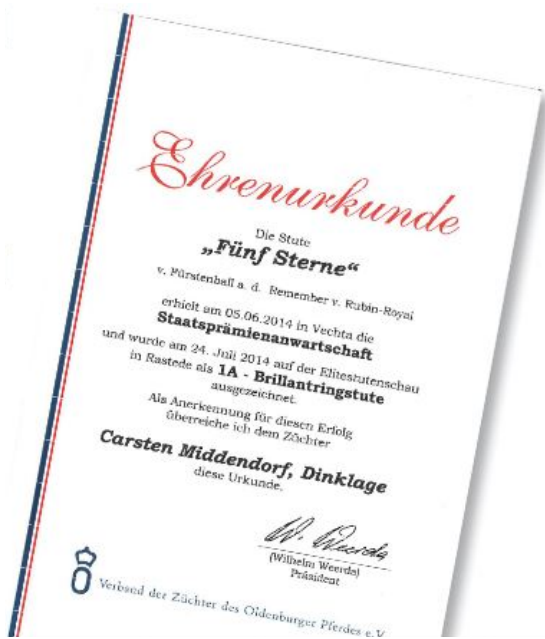 Ehrenurkunde
Die Stute
„Fünf Sterne“
v. Fürstenball a. d. Remember v. Rubin-Royal
erhielt am 05.06.2014 in Vechta die
Staatsprämienanwartschaft
und wurde am 24. Juli 2014 auf der Elitestutenschau
in Rastede als 1A - Brillantringstute
ausgezeichnet.
Als Anerkennung für diesen Erfolg
überreiche ich dem Züchter
Carsten Middendorf, Dinklage
diese Urkunde.
W. Weerda
(Wilhelm Weerda)
Präsident
Verband der Züchter des Oldenburger Pferdes e.V.